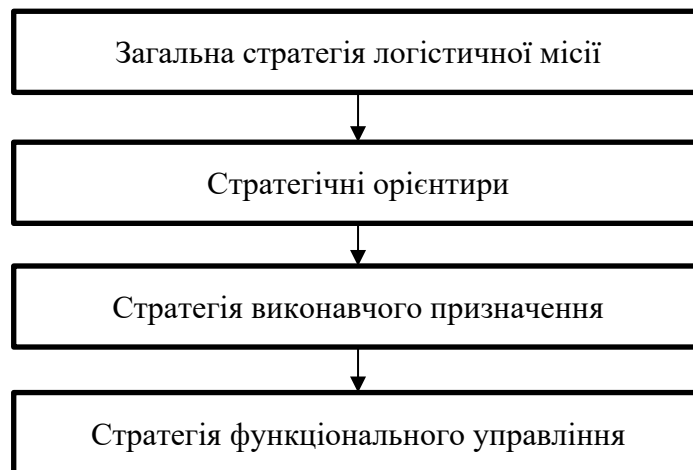 Загальна стратегія логістичної місії
Стратегічні орієнтири
Стратегія виконавчого призначення
Стратегія функціонального управління